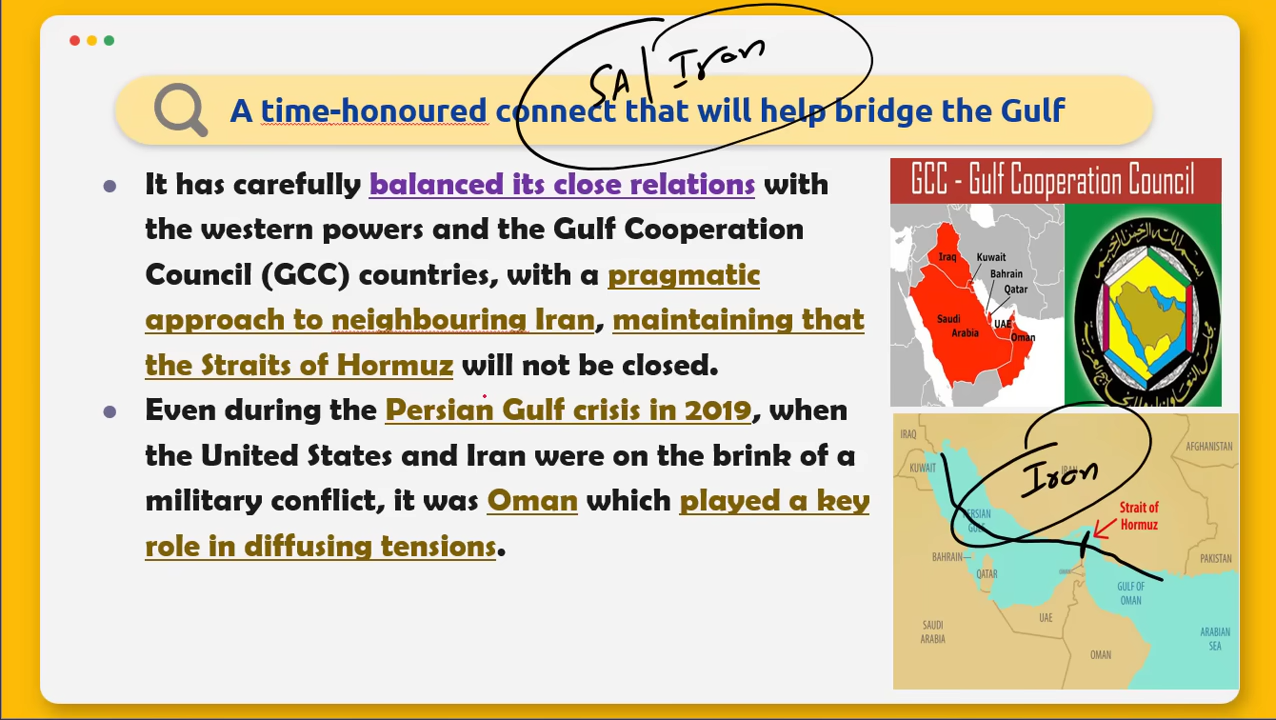 SA | Iron
A time-honoured connect that will help bridge the Gulf
It has carefully balanced its close relations with
the western powers and the Gulf Cooperation
Council (GCC) countries, with a pragmatic
approach to neighbouring Iran, maintaining that
the Straits of Hormuz will not be closed.
Even during the Persian Gulf crisis in 2019, when
the United States and Iran were on the brink of a
military conflict, it was Oman which played a key
role in diffusing tensions.
GCC - Gulf Cooperation Council
Iraq
Kuwait
Bahrain
Qatar
Saudi
Arabia
UAE
Oman
IRAQ
AFGHANISTAN
KUWAIT
IRAN
Iron
PERSIAN
GULF
Strait of
Hormuz
BAHRAIN
PAKISTAN
QATAR
GULF OF
OMAN
UAE
SAUDI
ARABIA
ARABIAN
SEA
OMAN